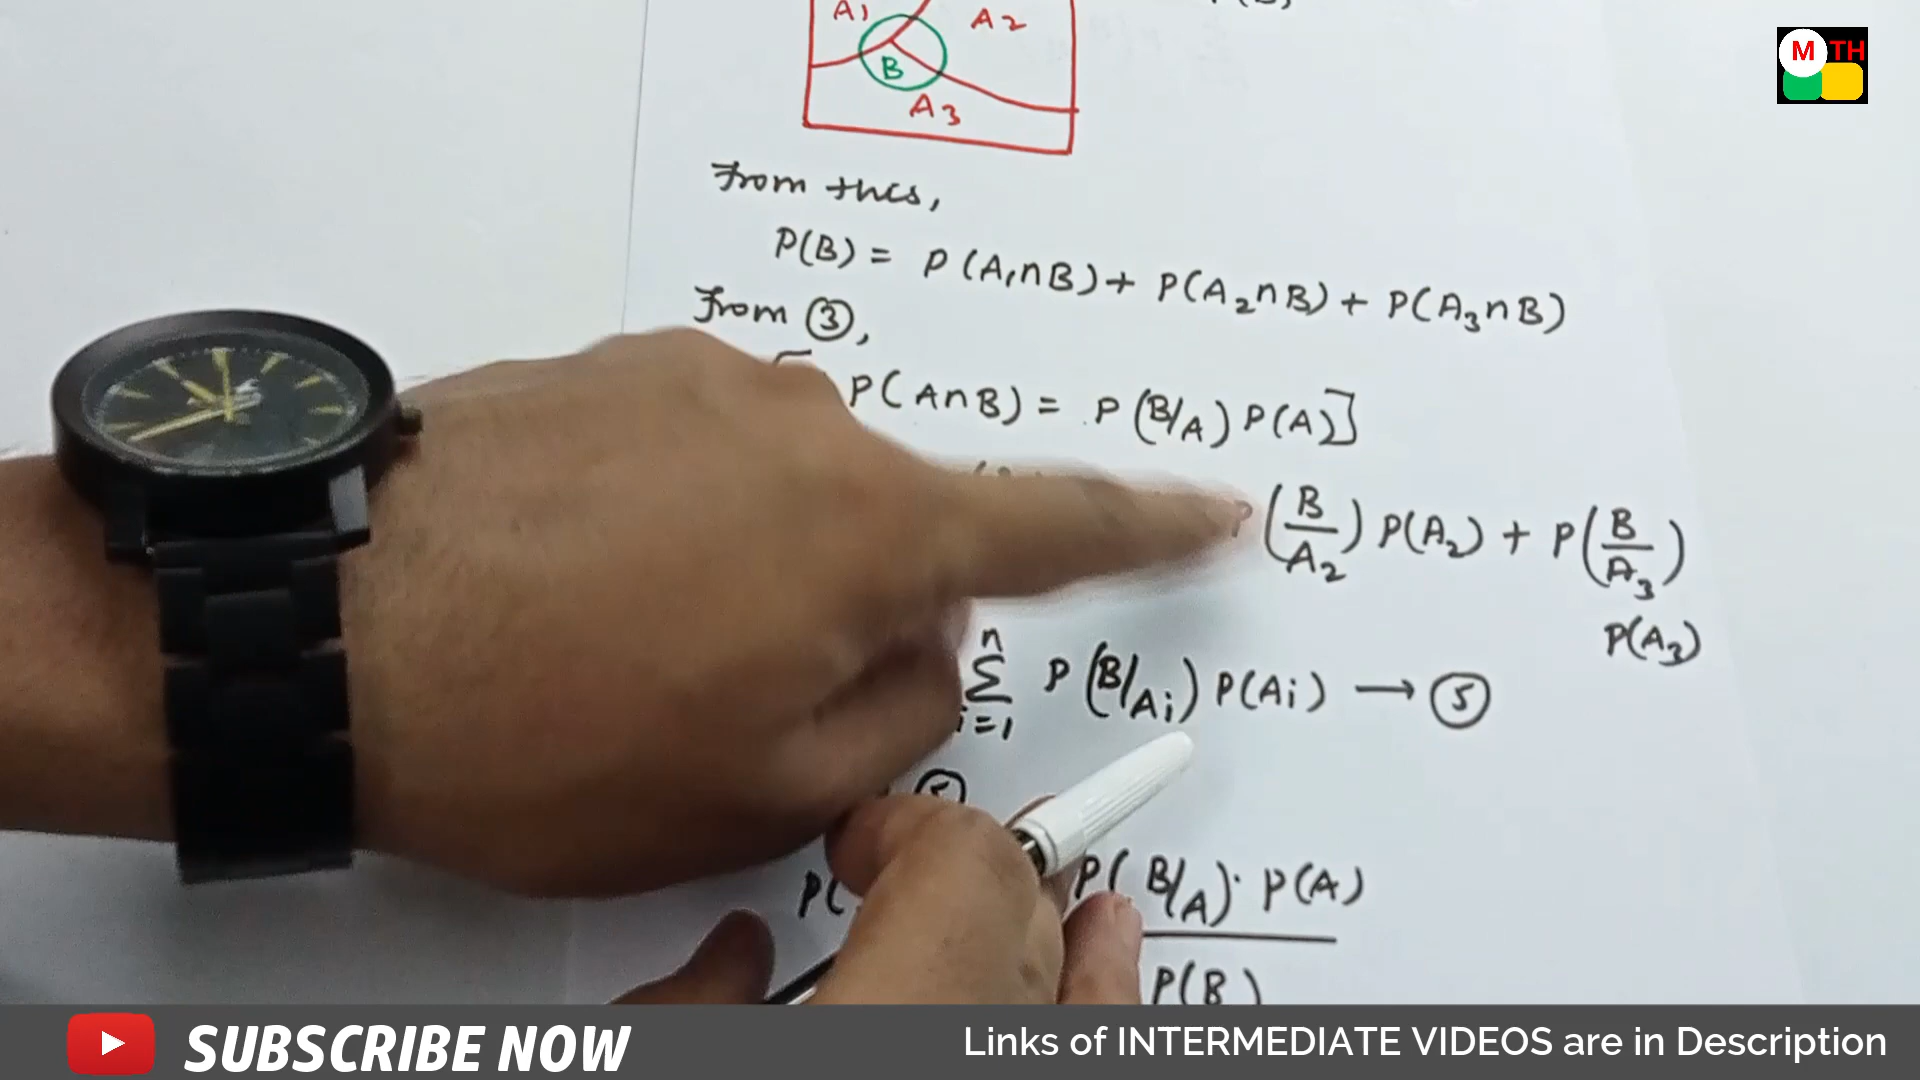 A1
A2
B
A3
M TH
From this,
P(B) = P(A1∩B) + P(A2∩B) + P(A3∩B)
From ③,
P(A∩B) = P(B/A) P(A)]
P(B/A2) P(A2) + P(B/A3)
P(A3)
n
Σ P(B/Ai) P(Ai) → ⑤
i=1
⑤
P( P(B/A)· P(A)
P(B)
SUBSCRIBE NOW
Links of INTERMEDIATE VIDEOS are in Description